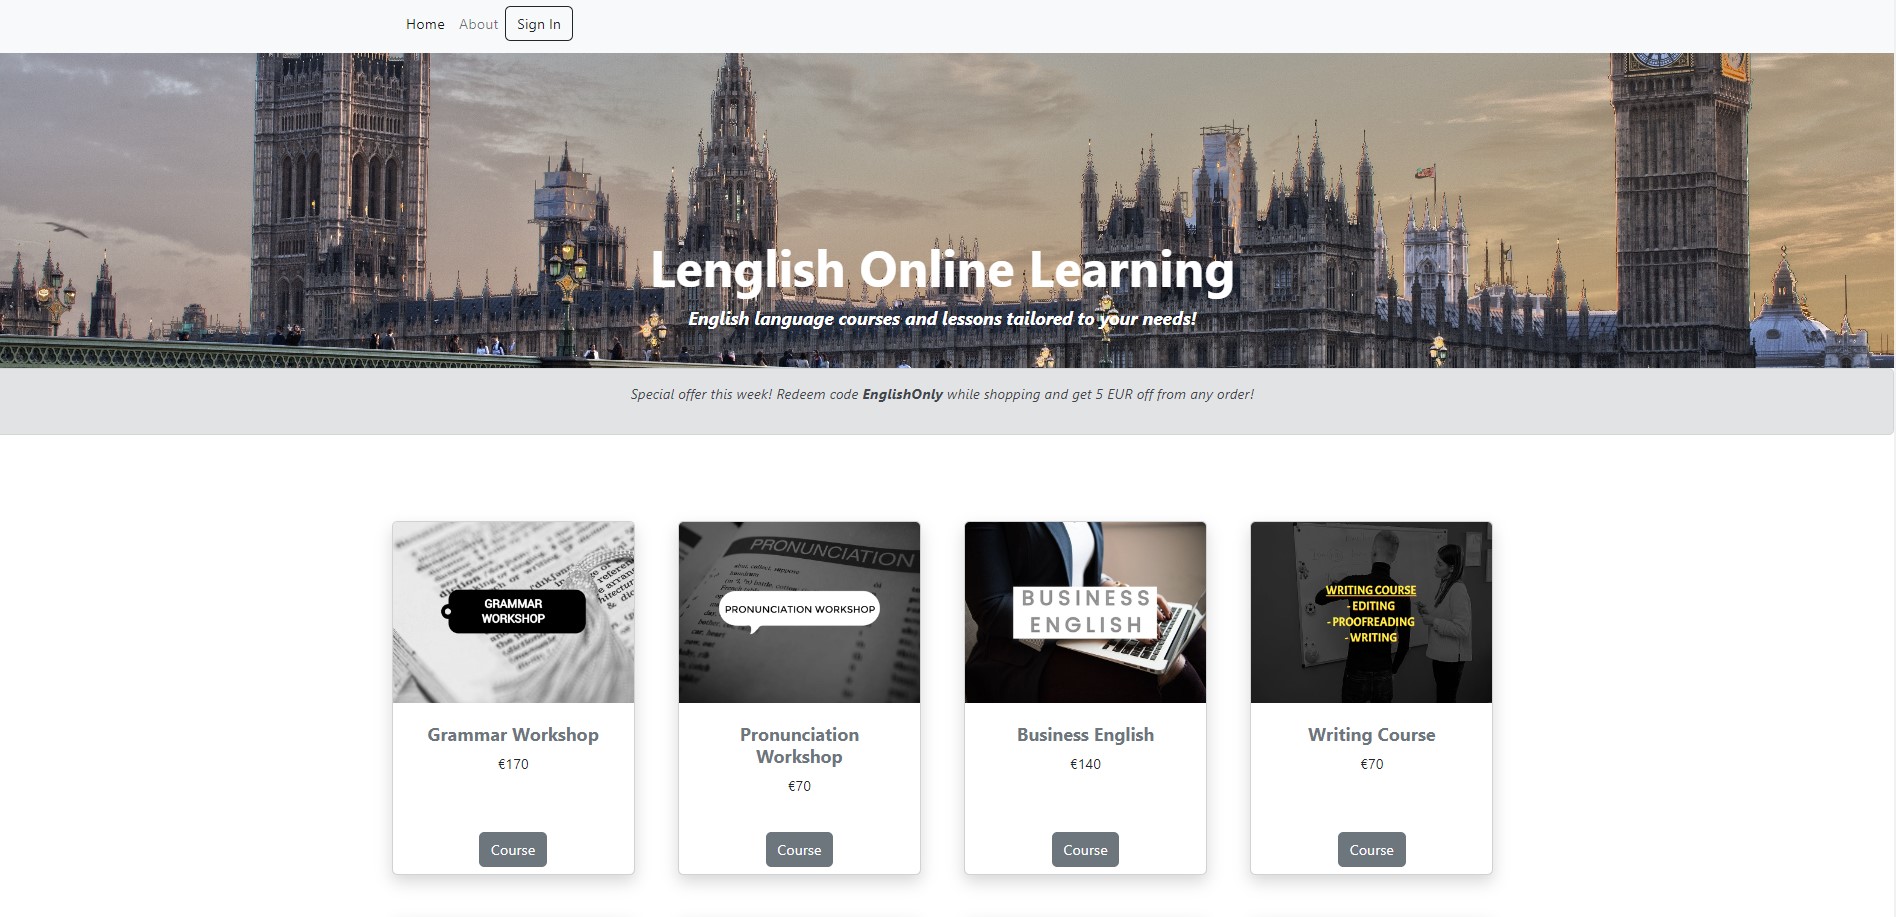 Home About Sign In
Lenglish Online Learning
English language courses and lessons tailored to your needs!
Special offer this week! Redeem code EnglishOnly while shopping and get 5 EUR off from any order!
GRAMMAR
WORKSHOP
Grammar Workshop
€170
Course
PRONUNCIATION
PRONUNCIATION WORKSHOP
Pronunciation
Workshop
€70
Course
BUSINESS
ENGLISH
Business English
€140
Course
WRITING COURSE
- EDITING
- PROOFREADING
- WRITING
Writing Course
€70
Course